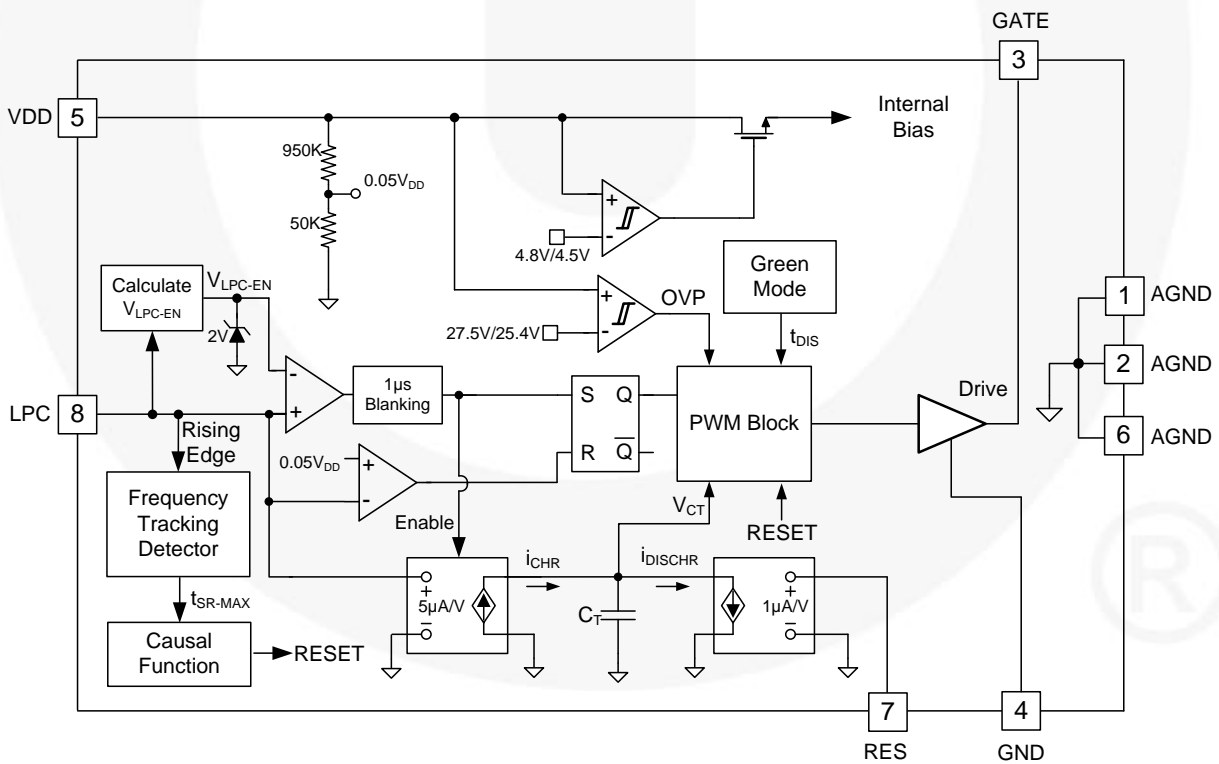 GATE
3
VDD
5
Internal
Bias
950K
0.05VDD
50K
+
-
4.8V/4.5V
Green
Mode
Calculate
VLPC-EN
VLPC-EN
2V
+
-
27.5V/25.4V
OVP
tDIS
1
AGND
2
AGND
6
AGND
LPC
8
-
+
1µs
Blanking
S
Q
R
Q
PWM Block
Drive
Rising
Edge
0.05VDD
+
-
Frequency
Tracking
Detector
Enable
VCT
RESET
iCHR
iDISCHR
+
5µA/V
-
CT
+
1µA/V
-
tSR-MAX
Causal
Function
RESET
7
RES
4
GND
®